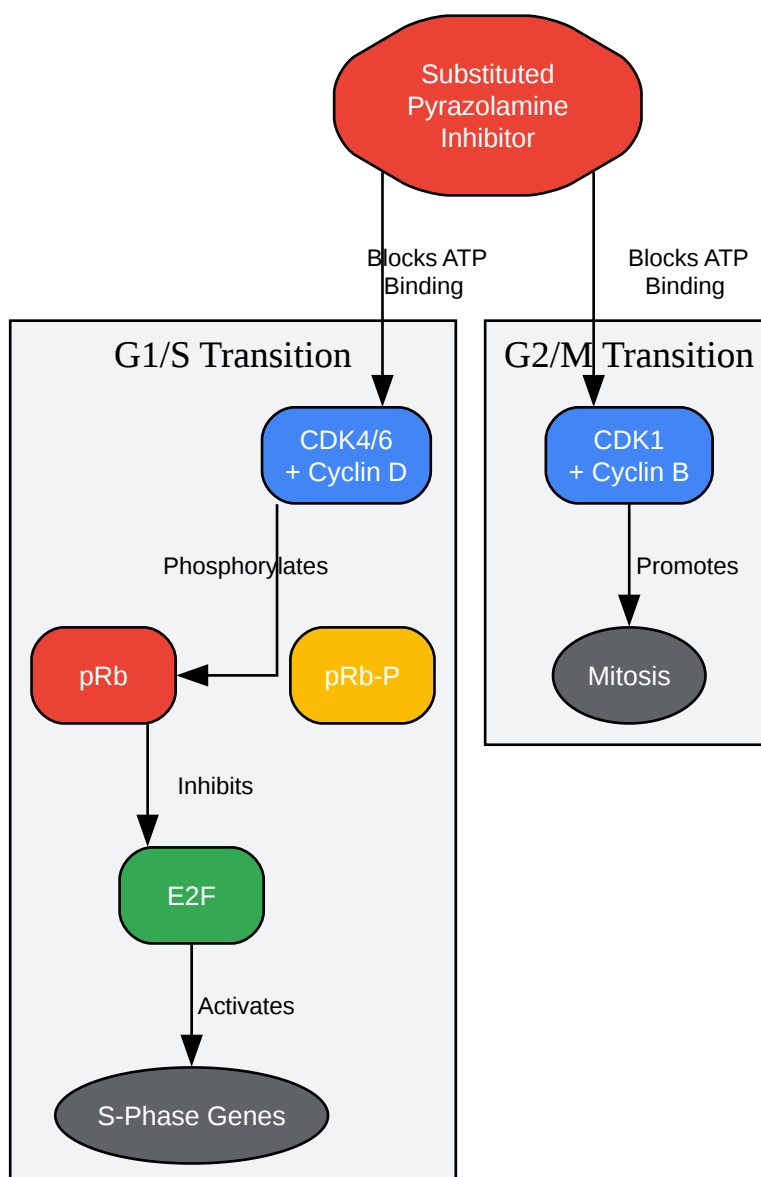 Substituted
Pyrazolamine
Inhibitor
Blocks ATP
Binding
Blocks ATP
Binding
G1/S Transition
G2/M Transition
CDK4/6
+ Cyclin D
CDK1
+ Cyclin B
Phosphorylates
Promotes
pRb
pRb-P
Mitosis
Inhibits
E2F
Activates
S-Phase Genes